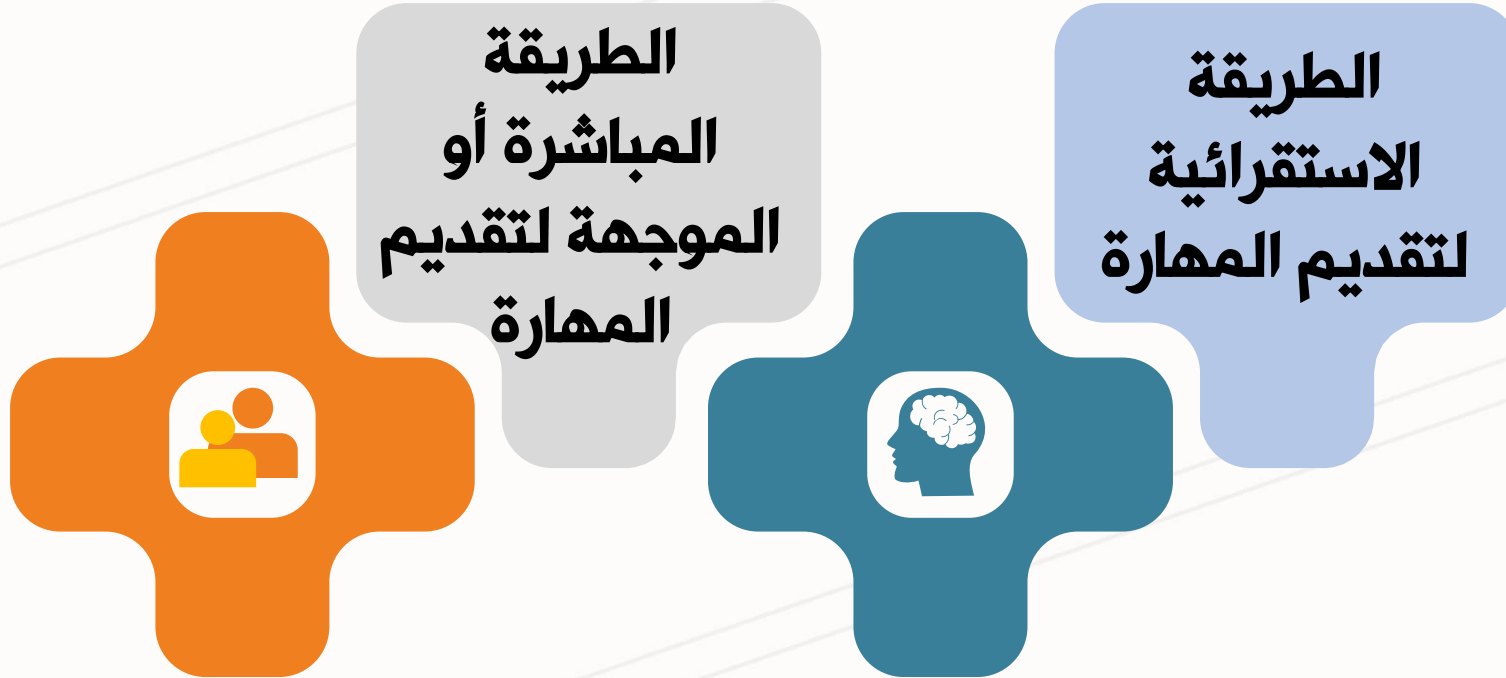 الطريقة
الاستقرائية
لتقديم المهارة
الطريقة
المباشرة أو
الموجهة لتقديم
المهارة